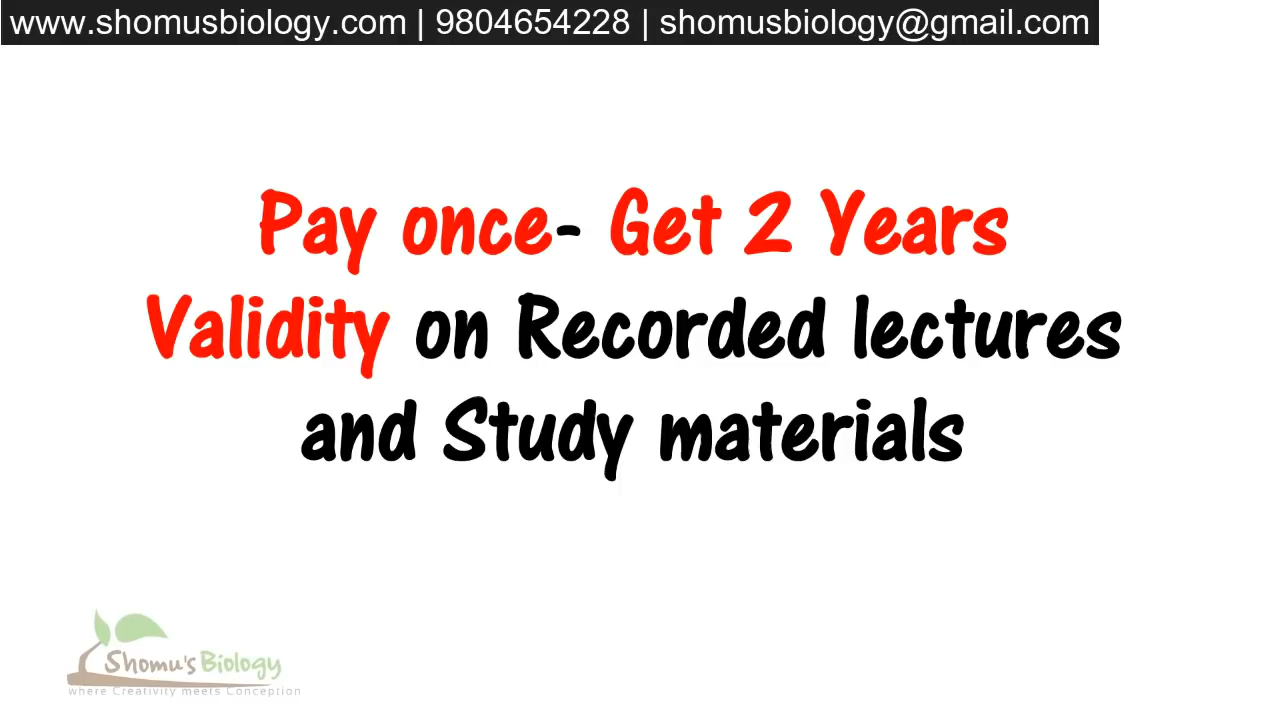 www.shomusbiology.com | 9804654228 | shomusbiology@gmail.com
Pay once- Get 2 Years
Validity on Recorded lectures
and Study materials
Shomu's Biology
where Creativity meets Conception